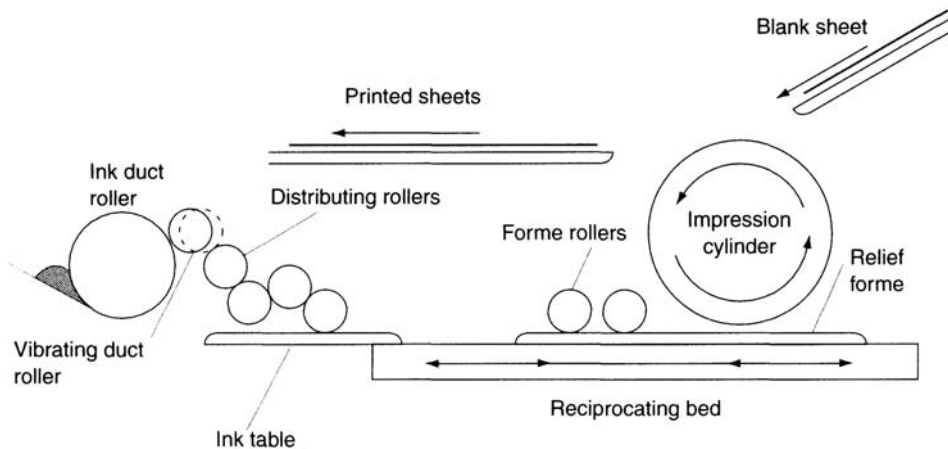 Blank sheet
Printed sheets
Ink duct
roller
Distributing rollers
Forme rollers
Impression
cylinder
Relief
forme
Vibrating duct
roller
Ink table
Reciprocating bed